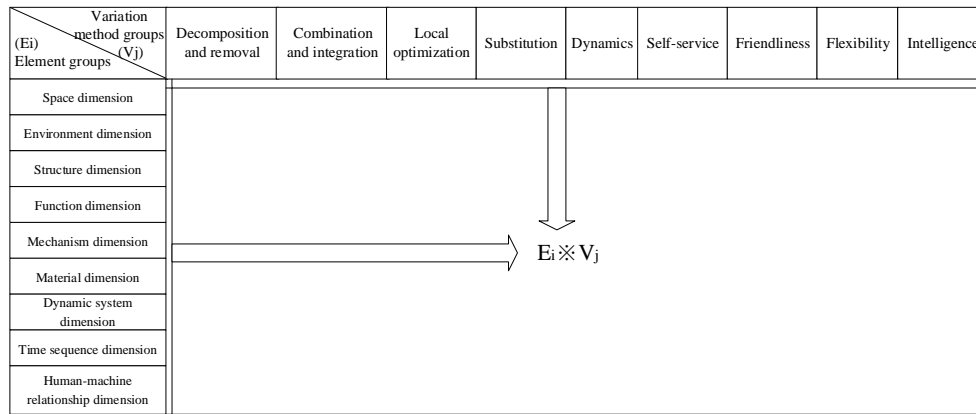 Variation
method groups
(Vj)
(Ei)
Element groups
Decomposition
and removal
Combination
and integration
Local
optimization
Substitution
Dynamics
Self-service
Friendliness
Flexibility
Intelligence
Space dimension
Environment dimension
Structure dimension
Function dimension
Mechanism dimension
Material dimension
Dynamic system
dimension
Time sequence dimension
Human-machine
relationship dimension
Ei※Vj